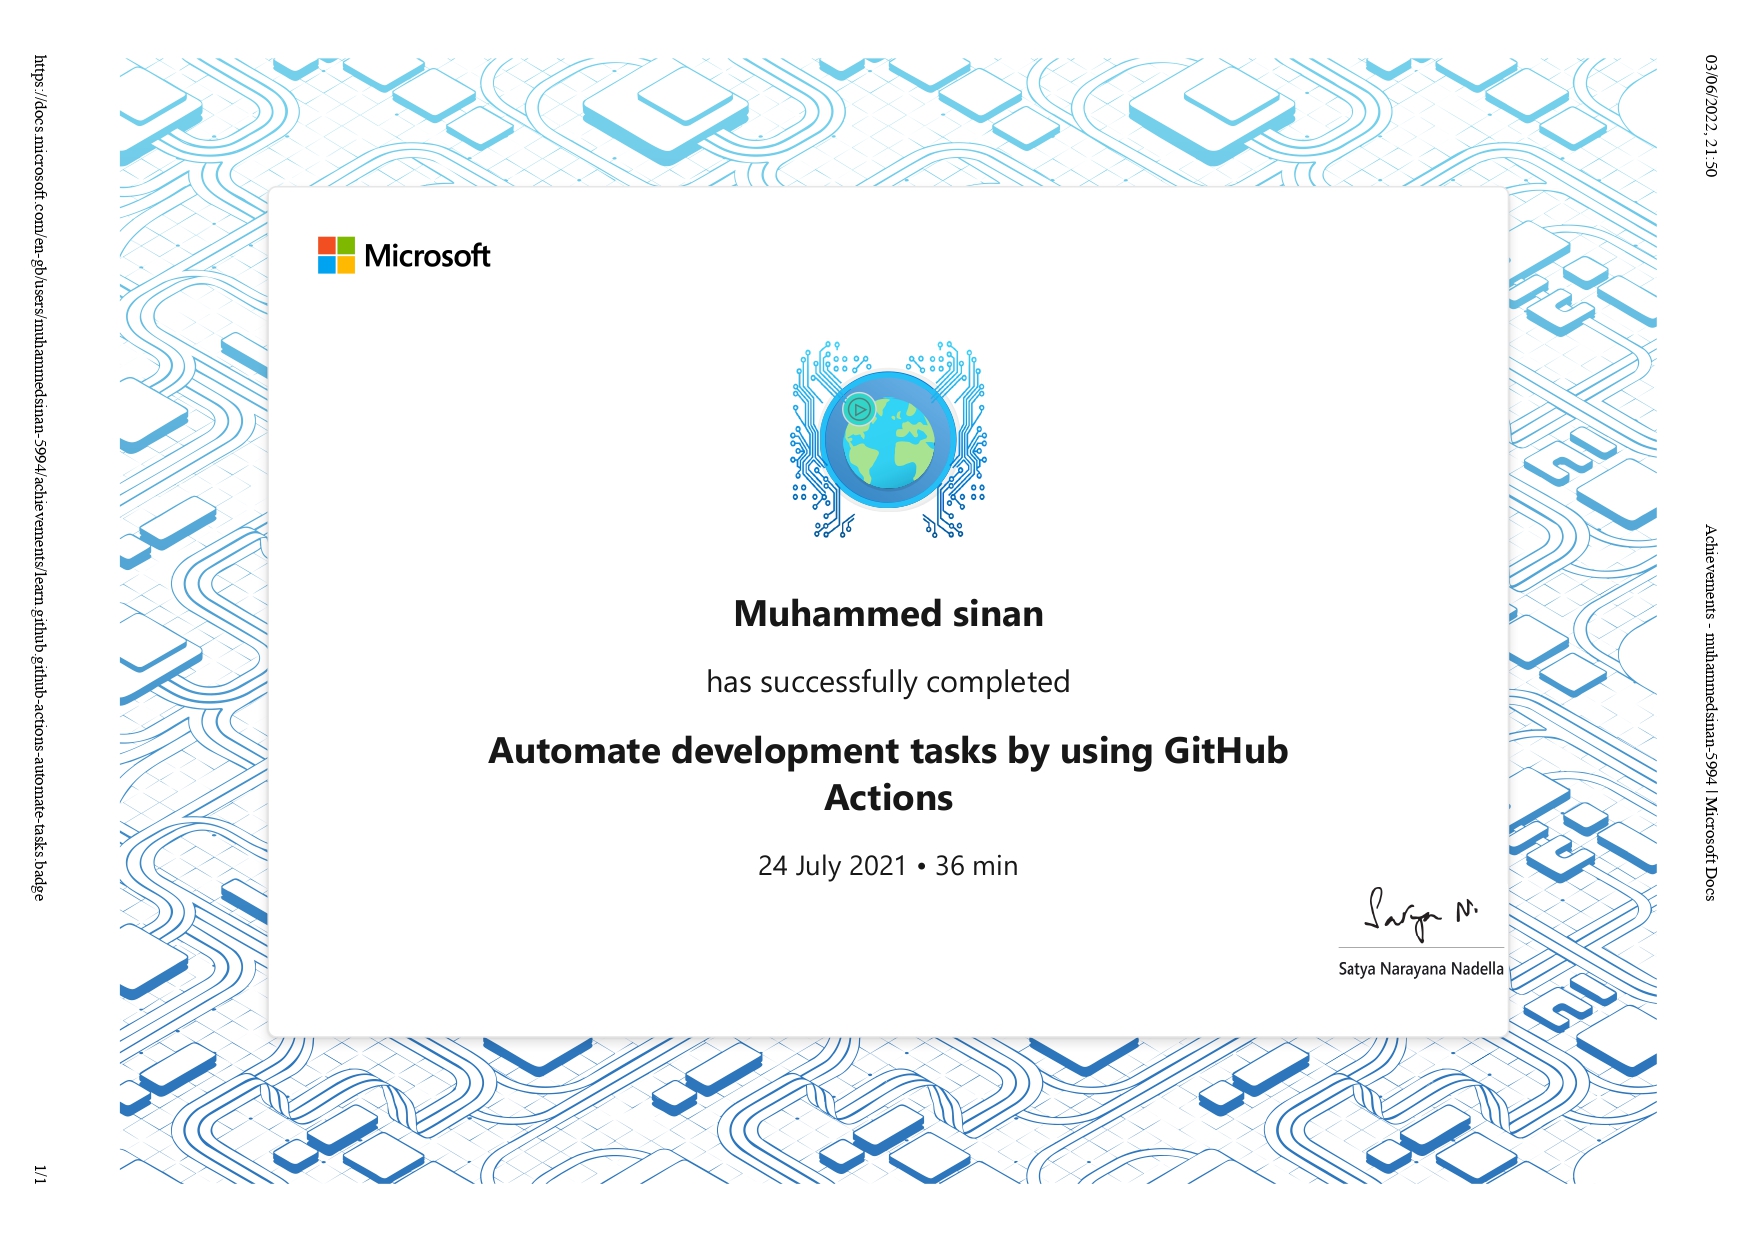 03/06/2022, 21:50
Achievements - muhammedsinan-5994 | Microsoft Docs
Microsoft
Muhammed sinan
has successfully completed
Automate development tasks by using GitHub
Actions
24 July 2021 • 36 min
Satya N.
Satya Narayana Nadella
https://docs.microsoft.com/en-gb/users/muhammedsinan-5994/achievements/learn.github.github-actions-automate-tasks.badge
1/1